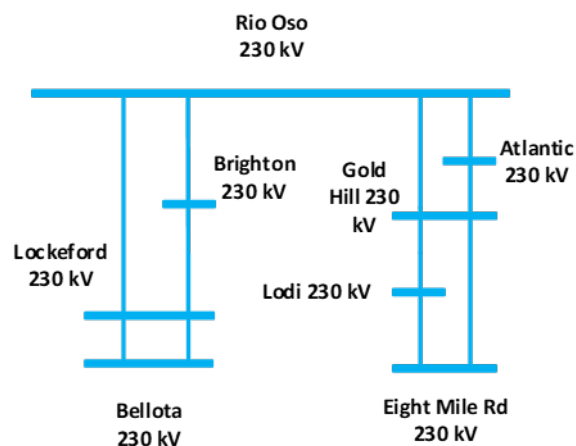 Rio Oso
230 kV
Atlantic
230 kV
Brighton
230 kV
Gold
Hill 230
kV
Lockeford
230 kV
Lodi 230 kV
Bellota
230 kV
Eight Mile Rd
230 kV